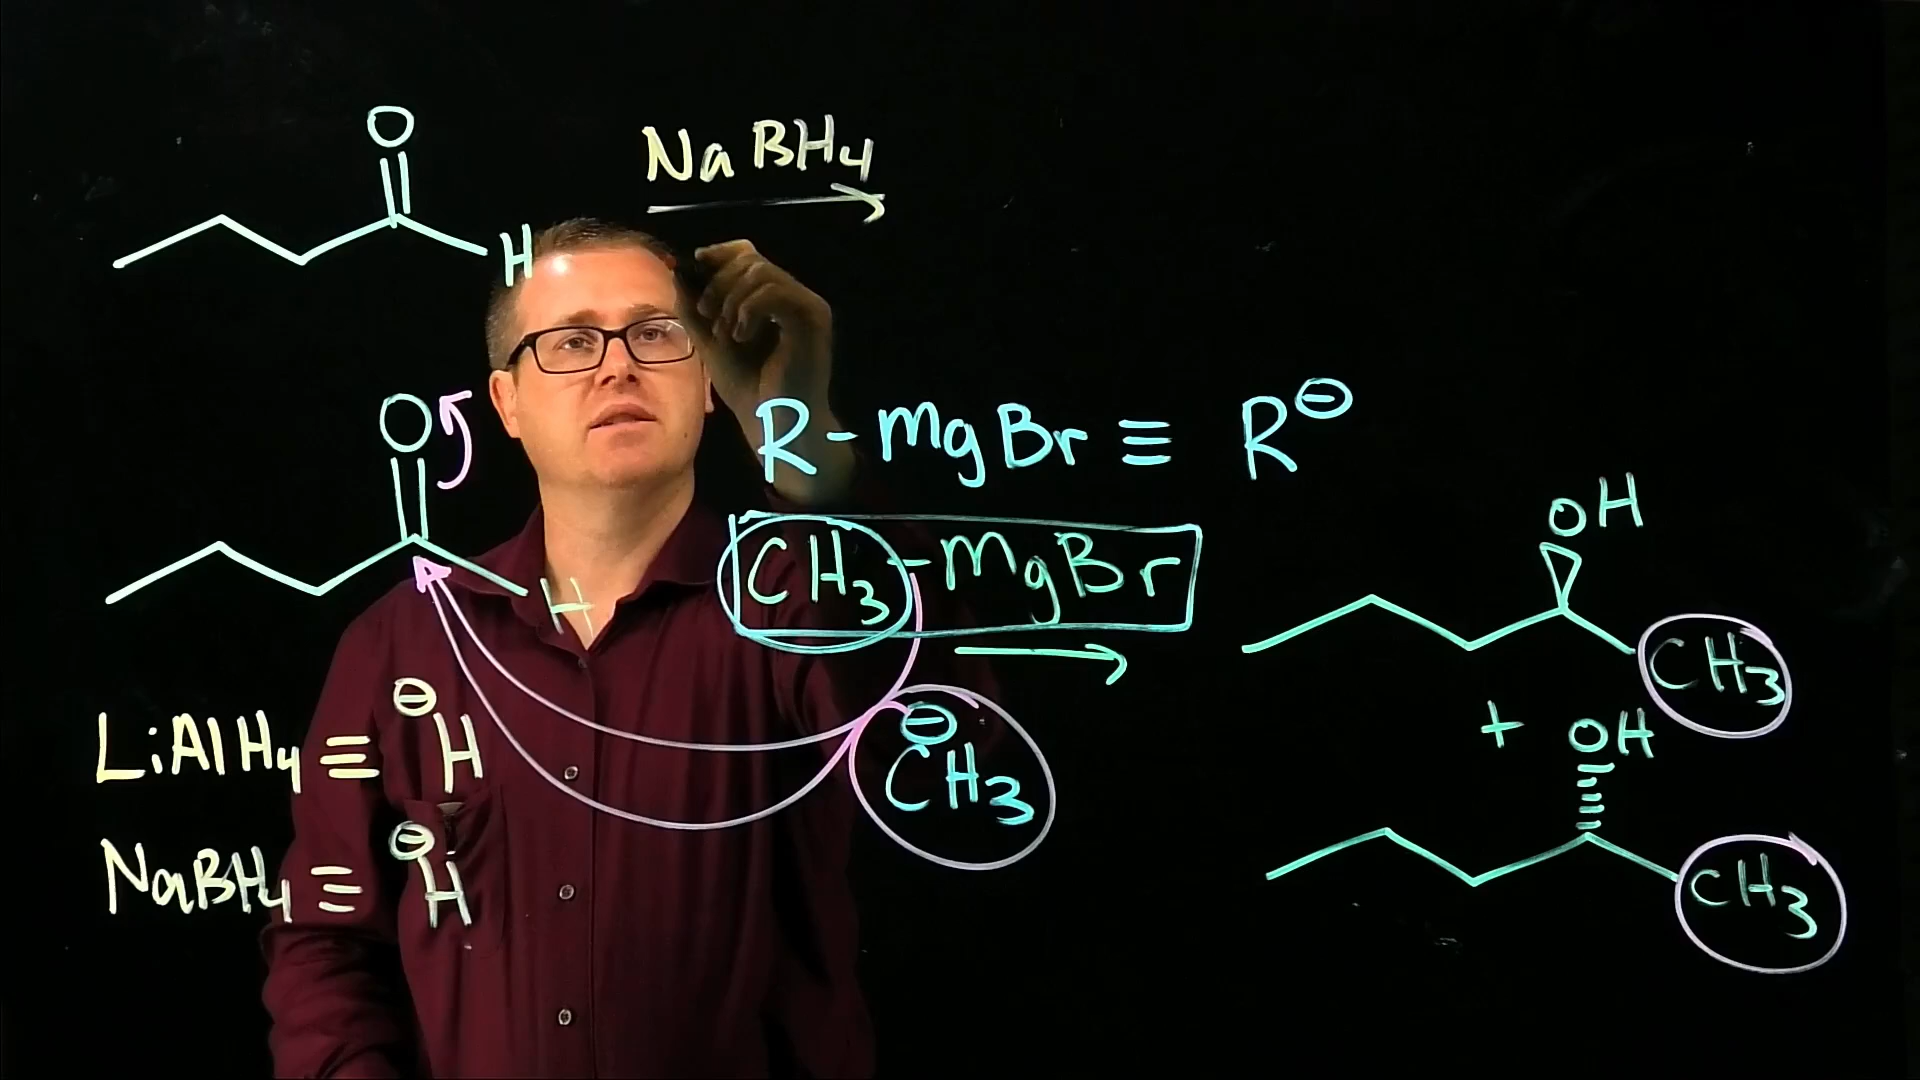 O
NaBH4
H
O
R-MgBr ≡ R⊖
CH3-MgBr
H
OH
CH3
+
LiAlH4 ≡ ⊖H
⊖CH3
OH
NaBH4 ≡ ⊖H
CH3